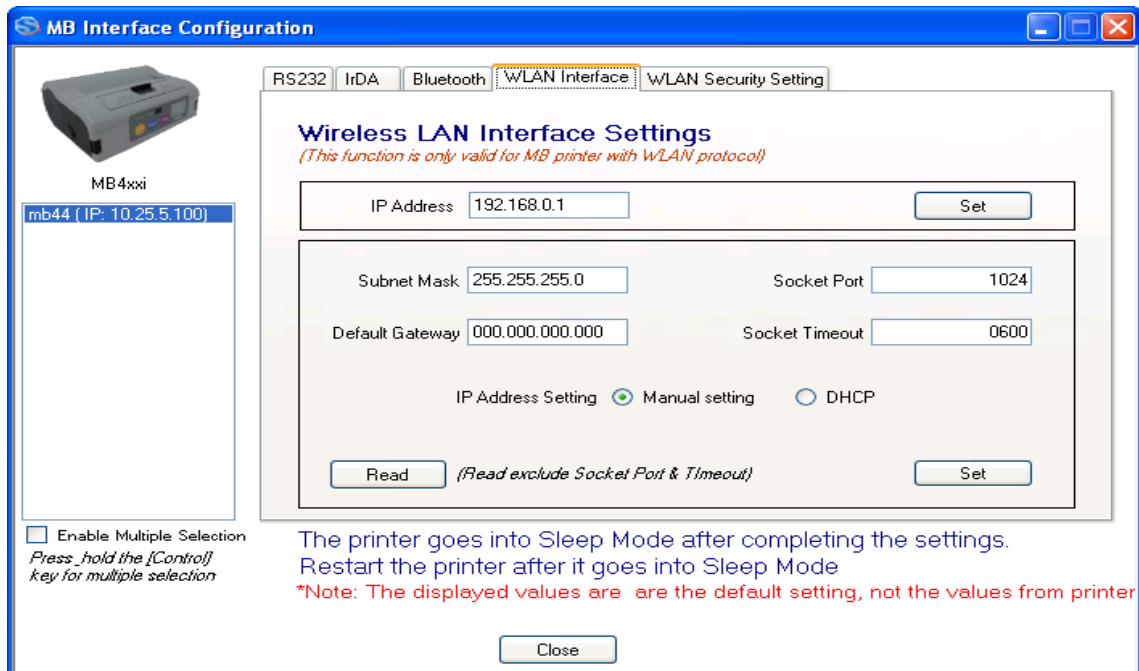 MB Interface Configuration
RS232 IrDA Bluetooth WLAN Interface WLAN Security Setting
MB4xxi
mb44 ( IP: 10.25.5.100)
Wireless LAN Interface Settings
(This function is only valid for MB printer with WLAN protocol)
IP Address 192.168.0.1 Set
Subnet Mask 255.255.255.0 Socket Port 1024
Default Gateway 000.000.000.000 Socket Timeout 0600
IP Address Setting Manual setting DHCP
Read (Read exclude Socket Port & TImeout) Set
Enable Multiple Selection
Press_hold the [Control]
key for multiple selection
The printer goes into Sleep Mode after completing the settings.
Restart the printer after it goes into Sleep Mode
*Note: The displayed values are are the default setting, not the values from printer
Close